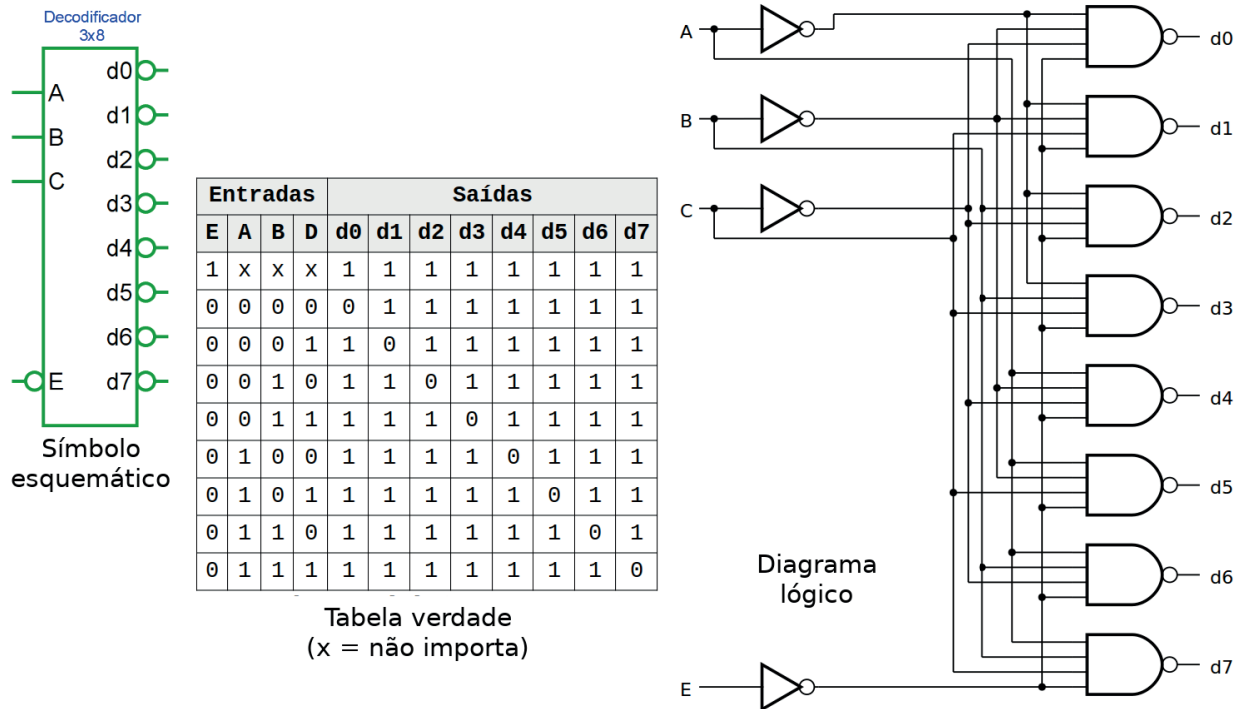 Decodificador
3x8
A
B
C
E
d0
d1
d2
d3
d4
d5
d6
d7
Símbolo
esquemático
Entradas Saídas
E A B D d0 d1 d2 d3 d4 d5 d6 d7
1 x x x 1 1 1 1 1 1 1 1
0 0 0 0 0 1 1 1 1 1 1 1
0 0 0 1 1 0 1 1 1 1 1 1
0 0 1 0 1 1 0 1 1 1 1 1
0 0 1 1 1 1 1 0 1 1 1 1
0 1 0 0 1 1 1 1 0 1 1 1
0 1 0 1 1 1 1 1 1 0 1 1
0 1 1 0 1 1 1 1 1 1 0 1
0 1 1 1 1 1 1 1 1 1 1 0
Tabela verdade
(x = não importa)
A
B
C
E
d0
d1
d2
d3
d4
d5
d6
d7
Diagrama
lógico